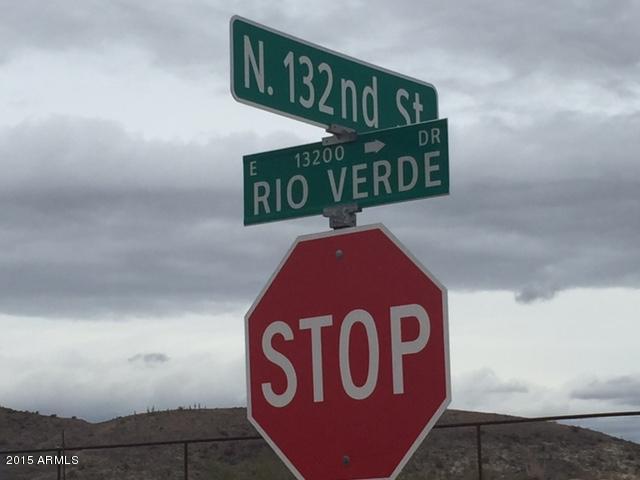 N. 132nd St
E 13200 → DR
RIO VERDE
STOP
2015 ARMLS